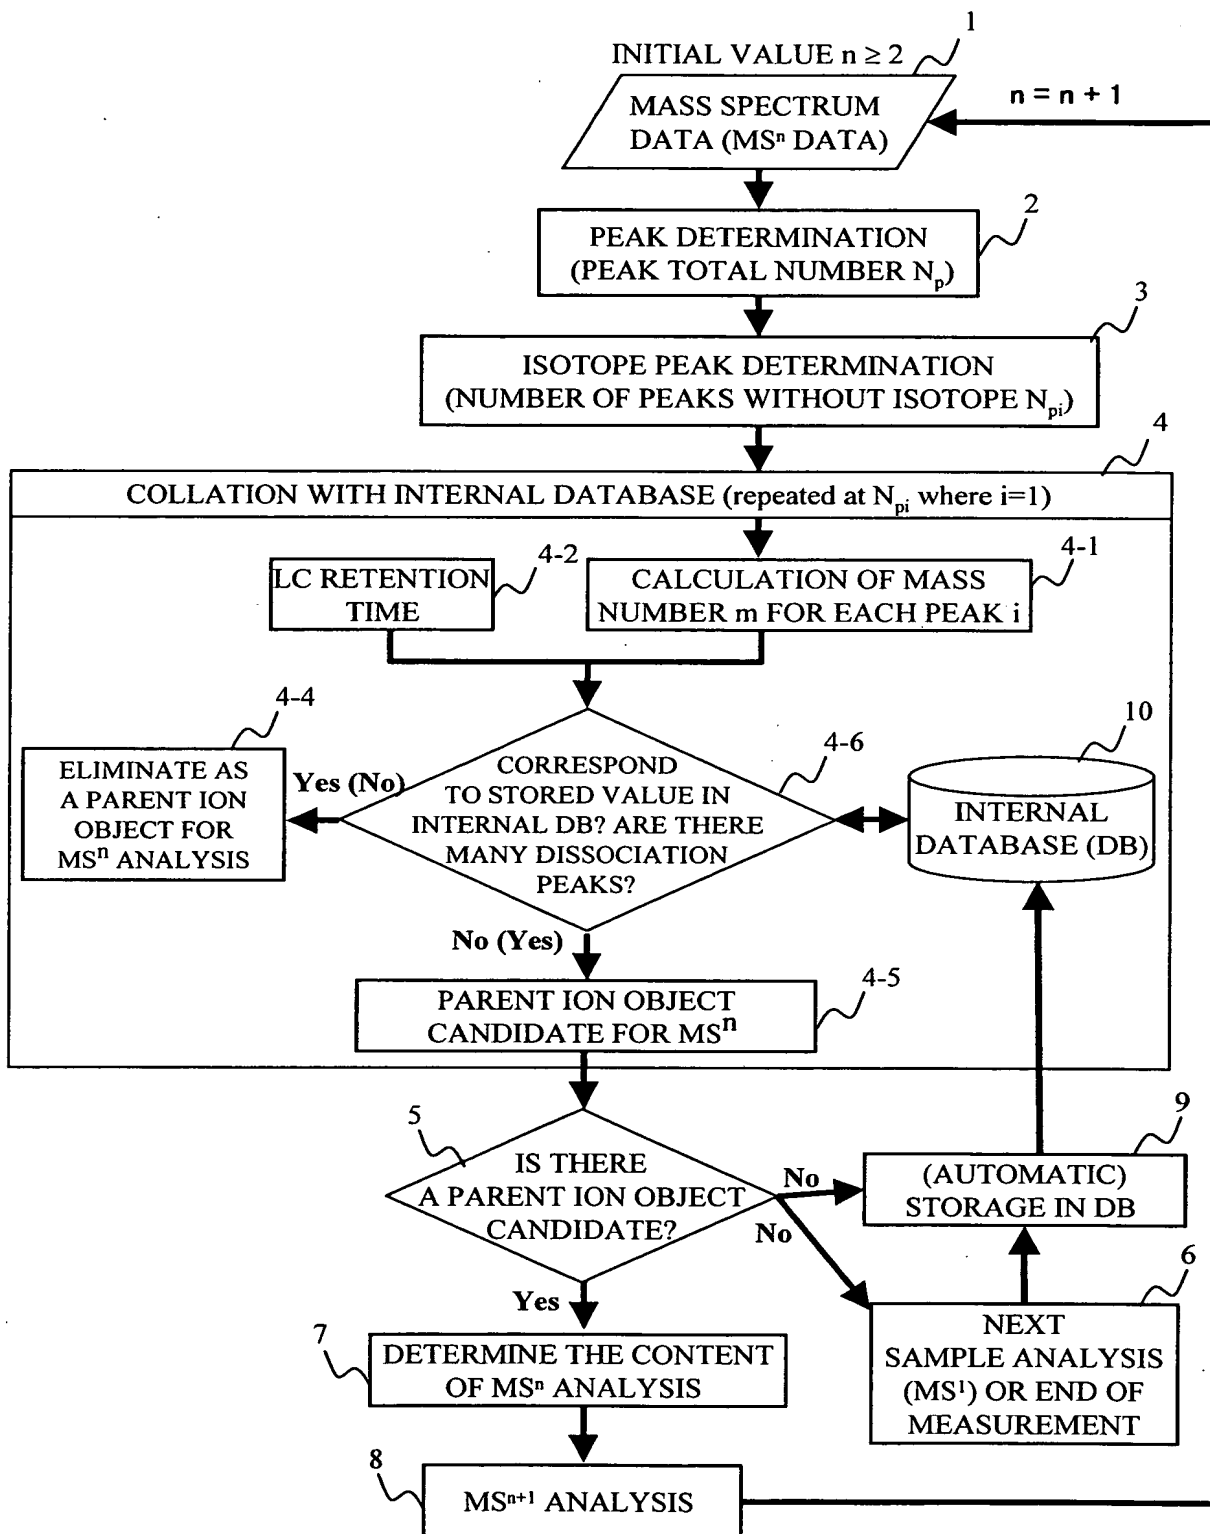 1
INITIAL VALUE n ≥ 2
n = n + 1
MASS SPECTRUM
DATA (MSⁿ DATA)
2
PEAK DETERMINATION
(PEAK TOTAL NUMBER Np)
3
ISOTOPE PEAK DETERMINATION
(NUMBER OF PEAKS WITHOUT ISOTOPE Npi)
4
COLLATION WITH INTERNAL DATABASE (repeated at Npi where i=1)
4-2
LC RETENTION
TIME
4-1
CALCULATION OF MASS
NUMBER m FOR EACH PEAK i
4-4
ELIMINATE AS
A PARENT ION
OBJECT FOR
MSⁿ ANALYSIS
Yes (No)
4-6
CORRESPOND
TO STORED VALUE IN
INTERNAL DB? ARE THERE
MANY DISSOCIATION
PEAKS?
10
INTERNAL
DATABASE (DB)
No (Yes)
4-5
PARENT ION OBJECT
CANDIDATE FOR MSⁿ
5
IS THERE
A PARENT ION OBJECT
CANDIDATE?
No
No
9
(AUTOMATIC)
STORAGE IN DB
6
NEXT
SAMPLE ANALYSIS
(MS¹) OR END OF
MEASUREMENT
Yes
7
DETERMINE THE CONTENT
OF MSⁿ ANALYSIS
8
MSⁿ⁺¹ ANALYSIS